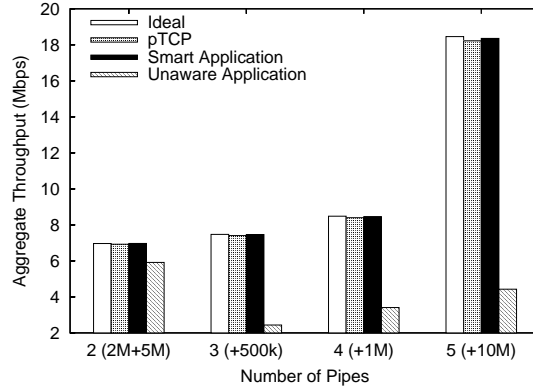 20
18
16
14
12
10
8
6
4
2
Aggregate Throughput (Mbps)
Ideal
pTCP
Smart Application
Unaware Application
2 (2M+5M) 3 (+500k) 4 (+1M) 5 (+10M)
Number of Pipes